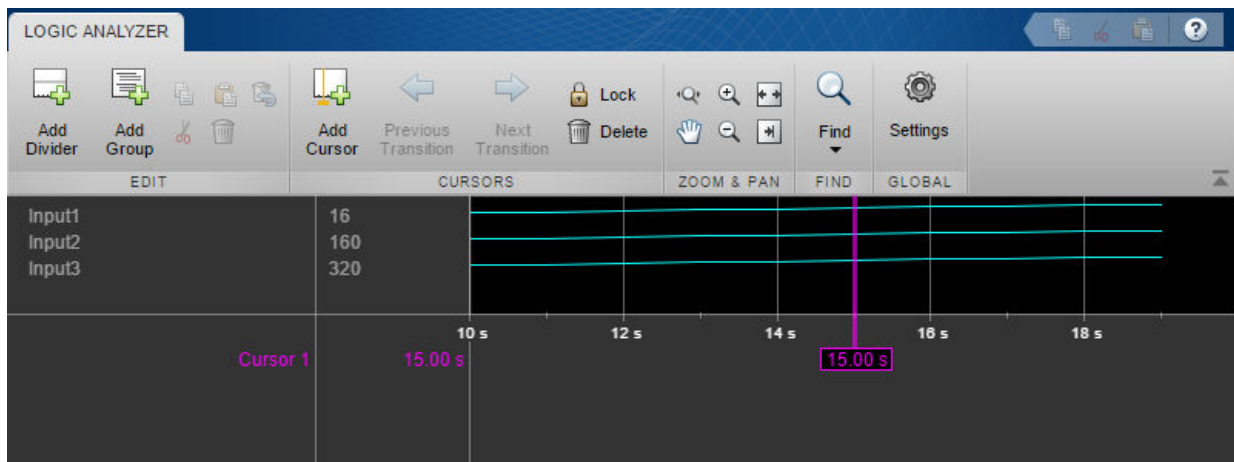 LOGIC ANALYZER
?
Add Divider
Add Group
Add Cursor
Previous Transition
Next Transition
Lock
Delete
Find
Settings
EDIT
CURSORS
ZOOM & PAN
FIND
GLOBAL
Input1 16
Input2 160
Input3 320
10 s 12 s 14 s 16 s 18 s
Cursor 1 15.00 s 15.00 s